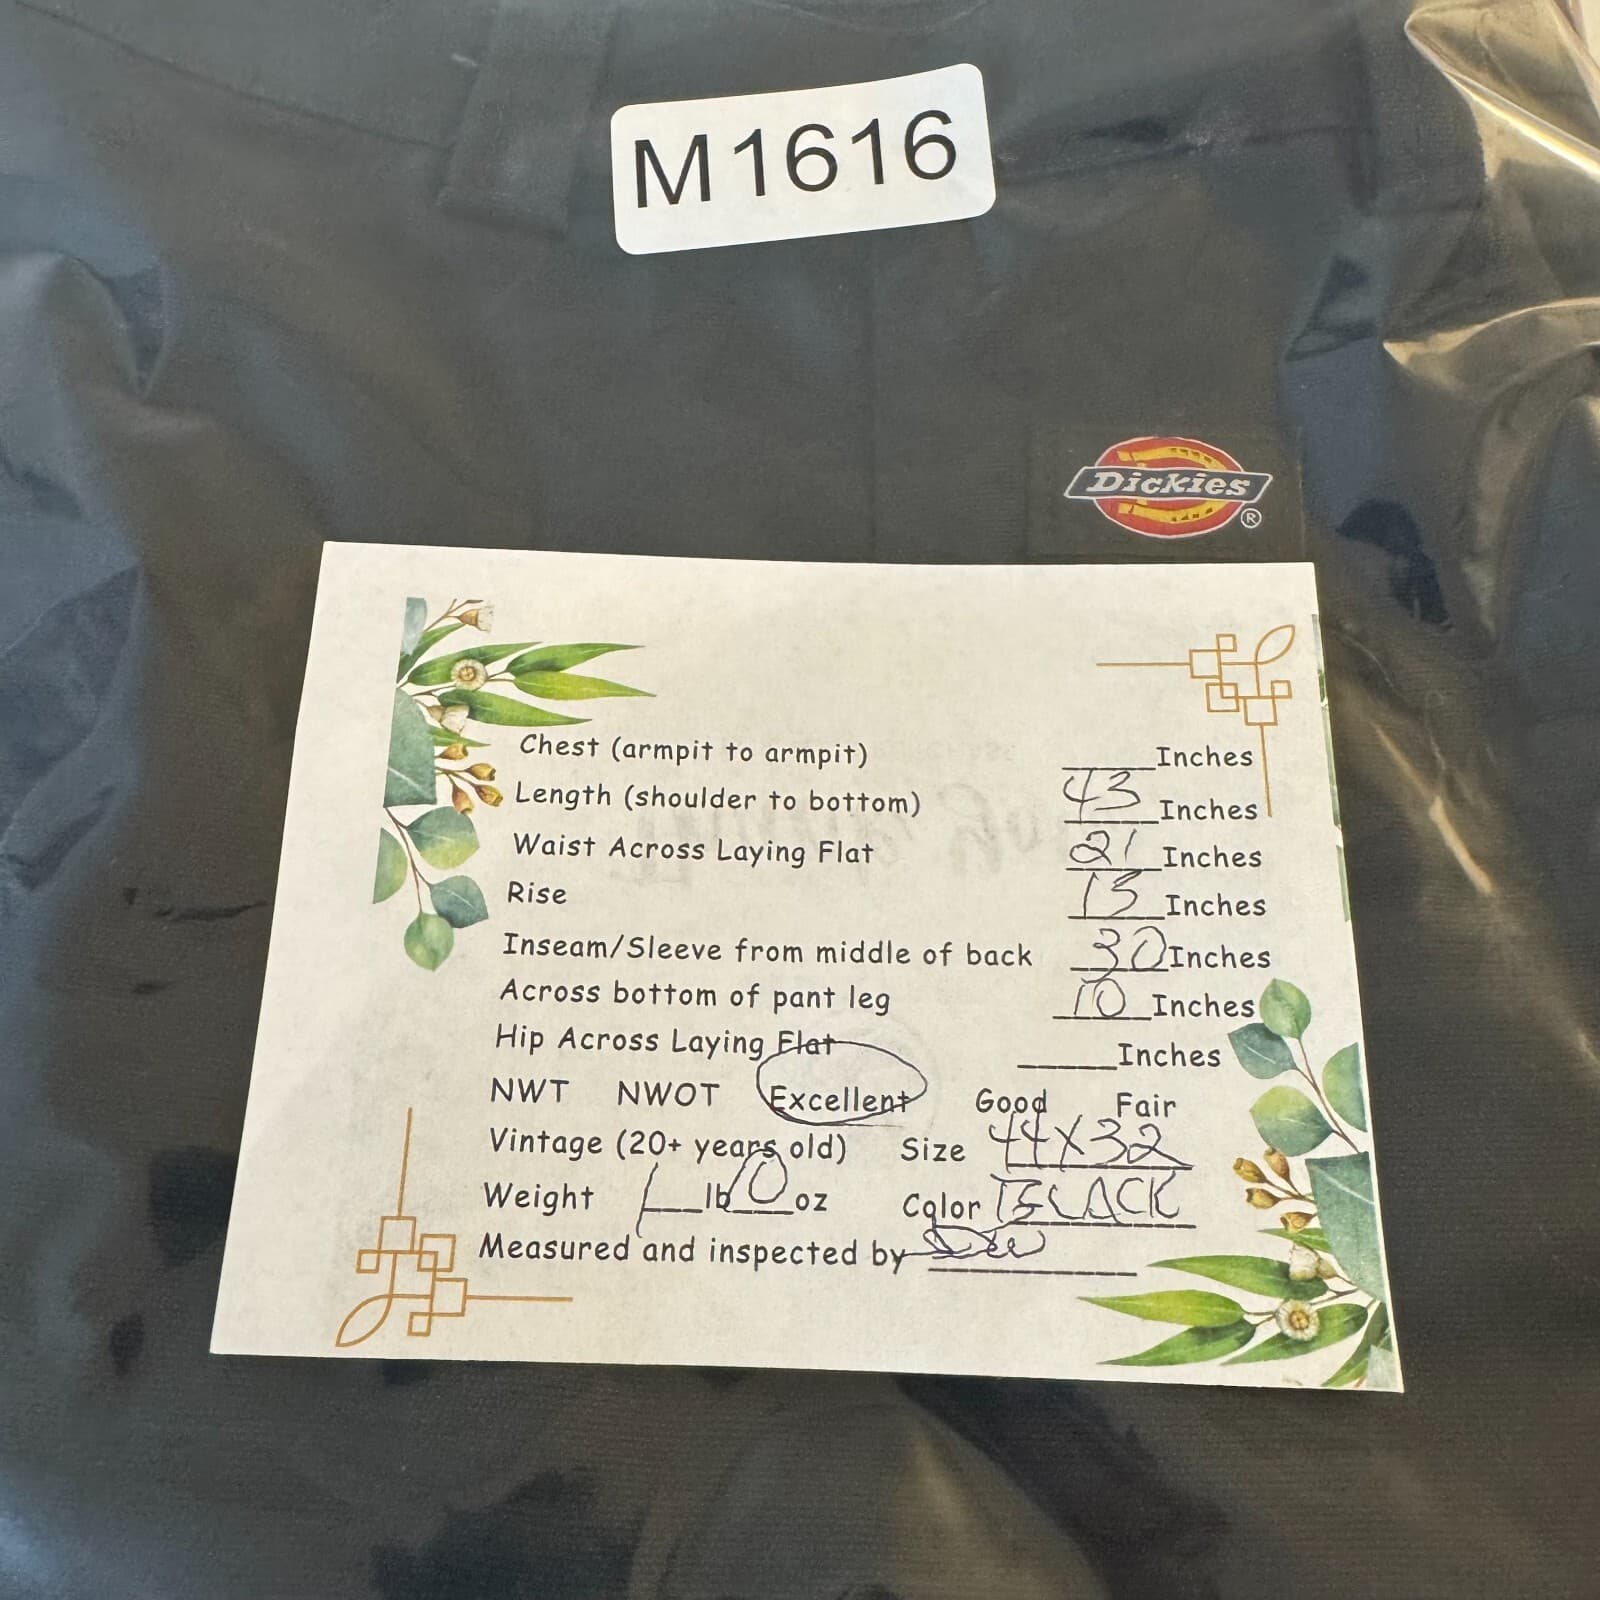 M1616
Dickies®
Chest (armpit to armpit) ____Inches
Length (shoulder to bottom) 43 Inches
Waist Across Laying Flat 21 Inches
Rise 13 Inches
Inseam/Sleeve from middle of back 30 Inches
Across bottom of pant leg 10 Inches
Hip Across Laying Flat ____Inches
NWT NWOT Excellent Good Fair
Vintage (20+ years old) Size 44X32
Weight 1 lb 10 oz Color BLACK
Measured and inspected by